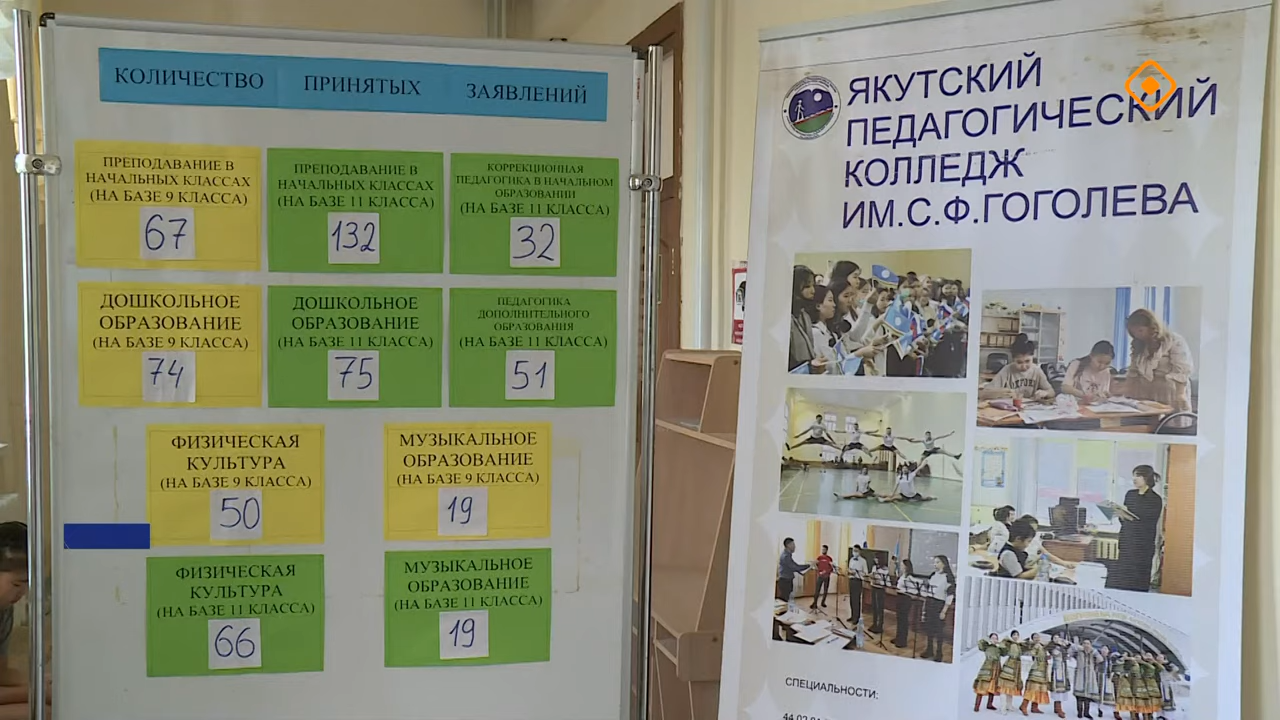 КОЛИЧЕСТВО ПРИНЯТЫХ ЗАЯВЛЕНИЙ
ПРЕПОДАВАНИЕ В
НАЧАЛЬНЫХ КЛАССАХ
(НА БАЗЕ 9 КЛАССА)
67
ПРЕПОДАВАНИЕ В
НАЧАЛЬНЫХ КЛАССАХ
(НА БАЗЕ 11 КЛАССА)
132
КОРРЕКЦИОННАЯ
ПЕДАГОГИКА В НАЧАЛЬНОМ
ОБРАЗОВАНИИ
(НА БАЗЕ 11 КЛАССА)
32
ДОШКОЛЬНОЕ
ОБРАЗОВАНИЕ
(НА БАЗЕ 9 КЛАССА)
74
ДОШКОЛЬНОЕ
ОБРАЗОВАНИЕ
(НА БАЗЕ 11 КЛАССА)
75
ПЕДАГОГИКА
ДОПОЛНИТЕЛЬНОГО
ОБРАЗОВАНИЯ
(НА БАЗЕ 11 КЛАССА)
51
ФИЗИЧЕСКАЯ
КУЛЬТУРА
(НА БАЗЕ 9 КЛАССА)
50
МУЗЫКАЛЬНОЕ
ОБРАЗОВАНИЕ
(НА БАЗЕ 9 КЛАССА)
19
ФИЗИЧЕСКАЯ
КУЛЬТУРА
(НА БАЗЕ 11 КЛАССА)
66
МУЗЫКАЛЬНОЕ
ОБРАЗОВАНИЕ
(НА БАЗЕ 11 КЛАССА)
19
ЯКУТСКИЙ
ПЕДАГОГИЧЕСКИЙ
КОЛЛЕДЖ
ИМ.С.Ф.ГОГОЛЕВА
СПЕЦИАЛЬНОСТИ: